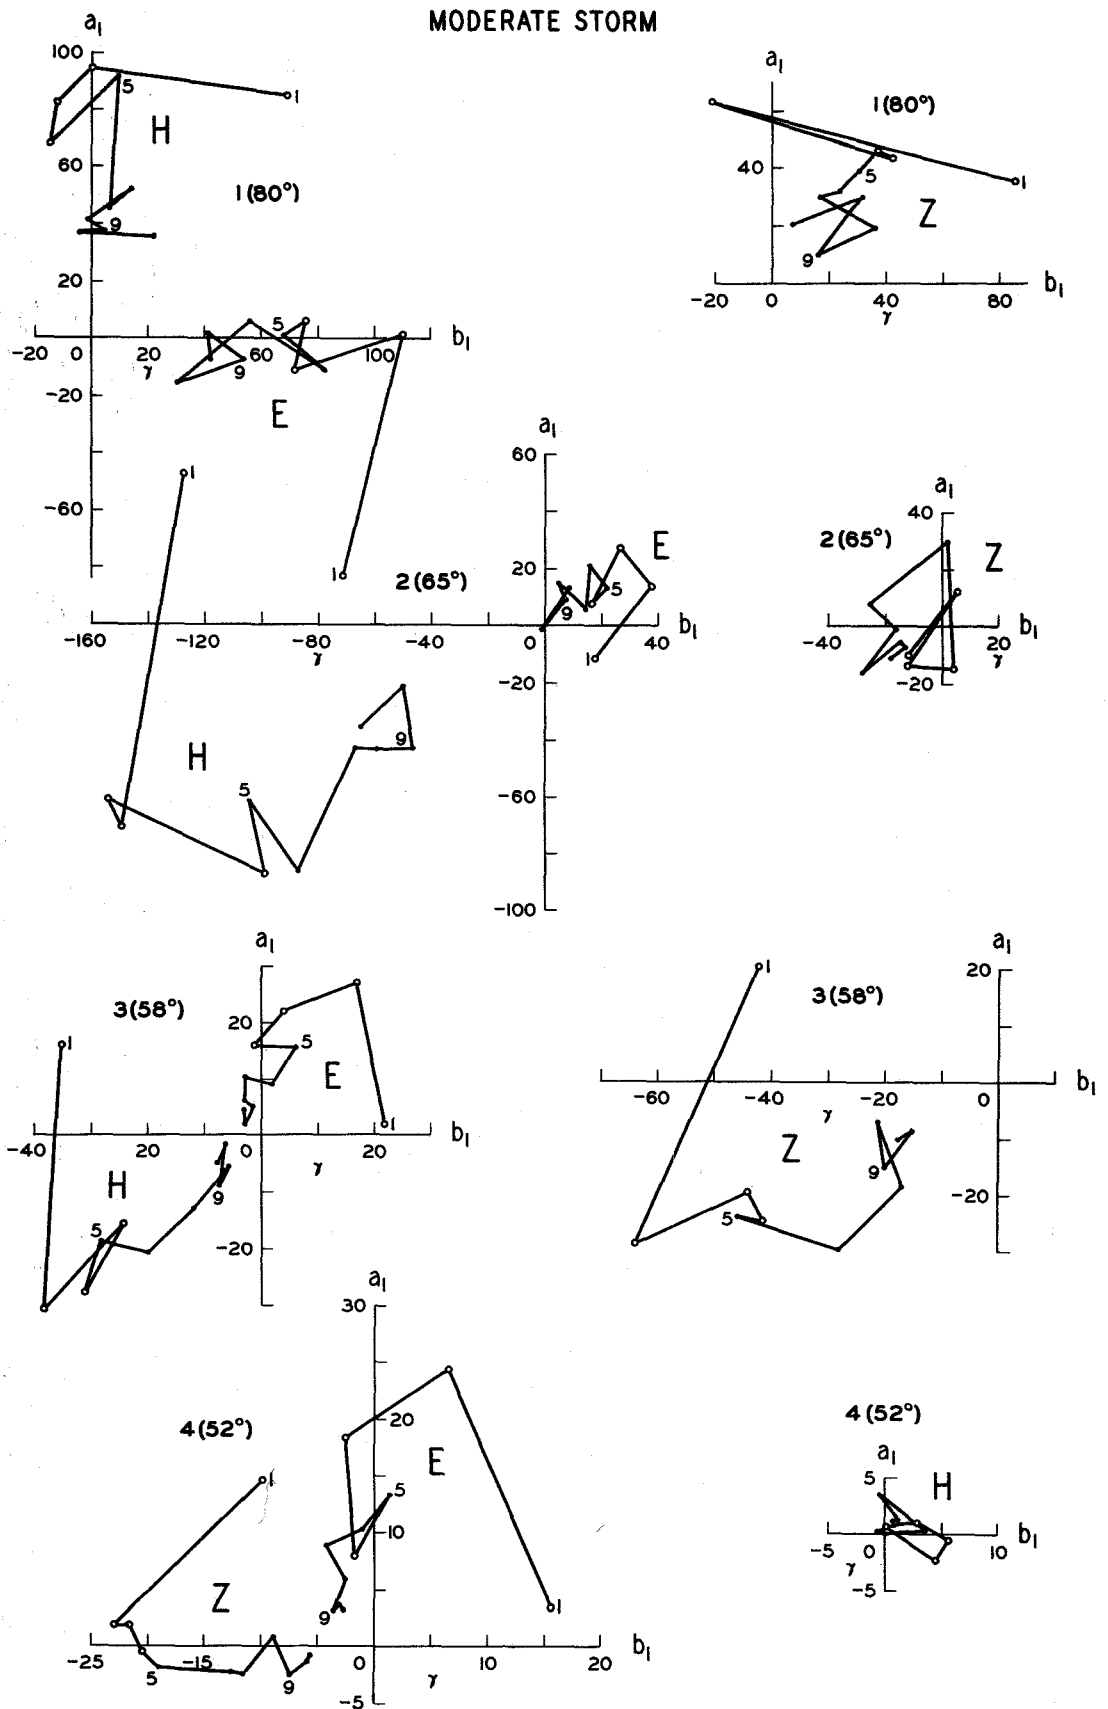 MODERATE STORM
a₁
100
5
1
H
60
1 (80°)
9
20
5
b₁
-20 0 20 γ 60 100
9
-20
E
-60
1
1
a₁
1 (80°)
40
5
1
Z
9
b₁
-20 0 γ 40 80
a₁
60
E
20
5
9
b₁
0 40
1
-20
-60
-100
2 (65°)
-160 -120 γ -80 -40
H
9
5
a₁
40
2 (65°)
Z
b₁
-40 20
γ
-20
a₁
3 (58°)
20
1
5
E
1
b₁
-40 20 0 γ 20
H
9
5
-20
a₁
20
1
3 (58°)
b₁
-60 -40 γ -20 0
Z
9
5
-20
a₁
30
4 (52°)
20
E
1
5
10
Z
9
1
b₁
-25 -15 0 γ 10 20
5
9
-5
4 (52°)
a₁
5
H
b₁
-5 0 10
γ
-5